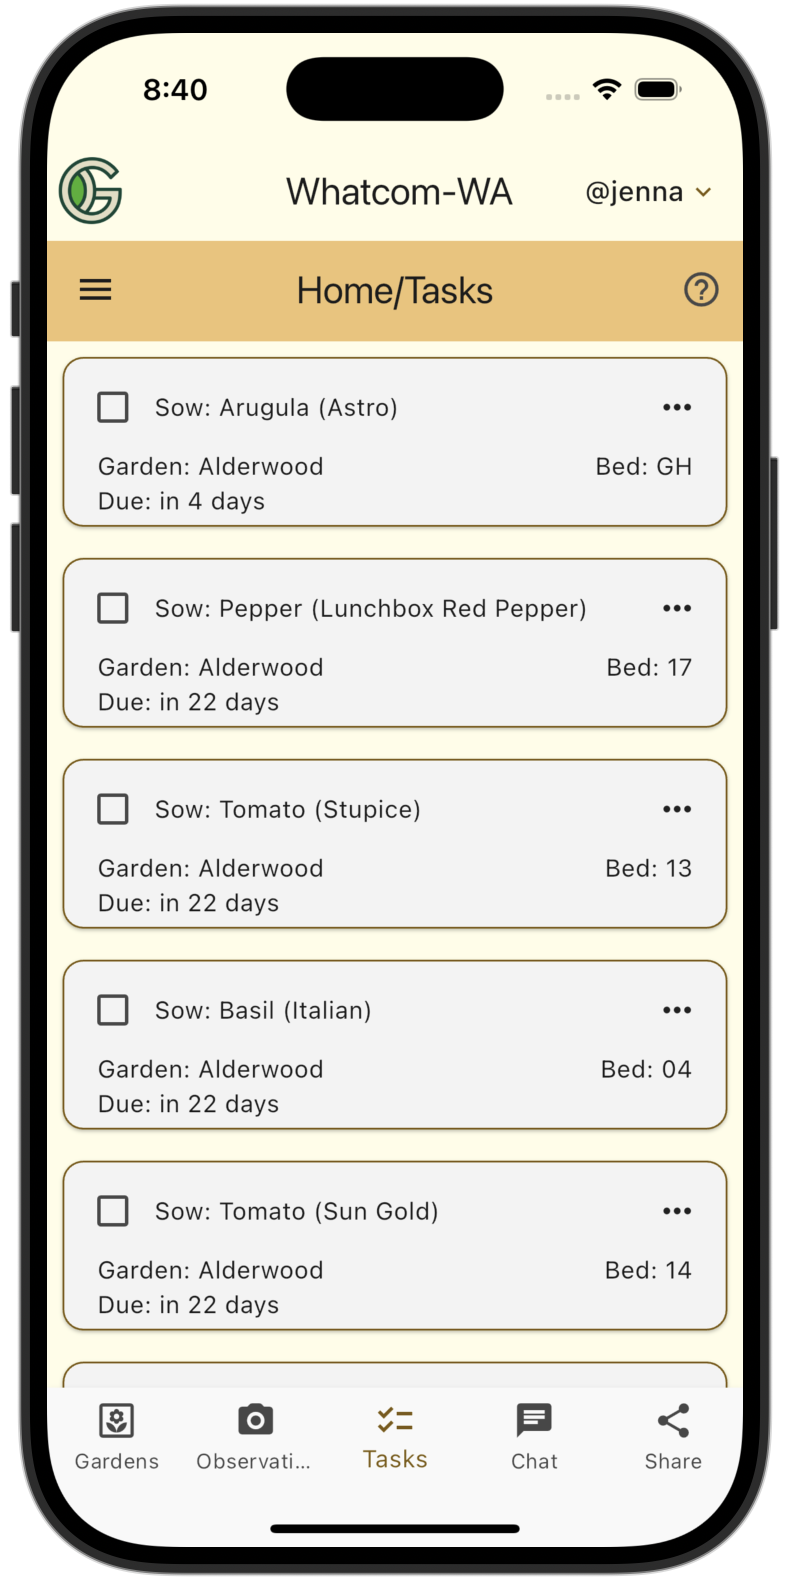 8:40
Whatcom-WA
@jenna
Home/Tasks
Sow: Arugula (Astro)
Garden: Alderwood Bed: GH
Due: in 4 days
Sow: Pepper (Lunchbox Red Pepper)
Garden: Alderwood Bed: 17
Due: in 22 days
Sow: Tomato (Stupice)
Garden: Alderwood Bed: 13
Due: in 22 days
Sow: Basil (Italian)
Garden: Alderwood Bed: 04
Due: in 22 days
Sow: Tomato (Sun Gold)
Garden: Alderwood Bed: 14
Due: in 22 days
Gardens Observati... Tasks Chat Share